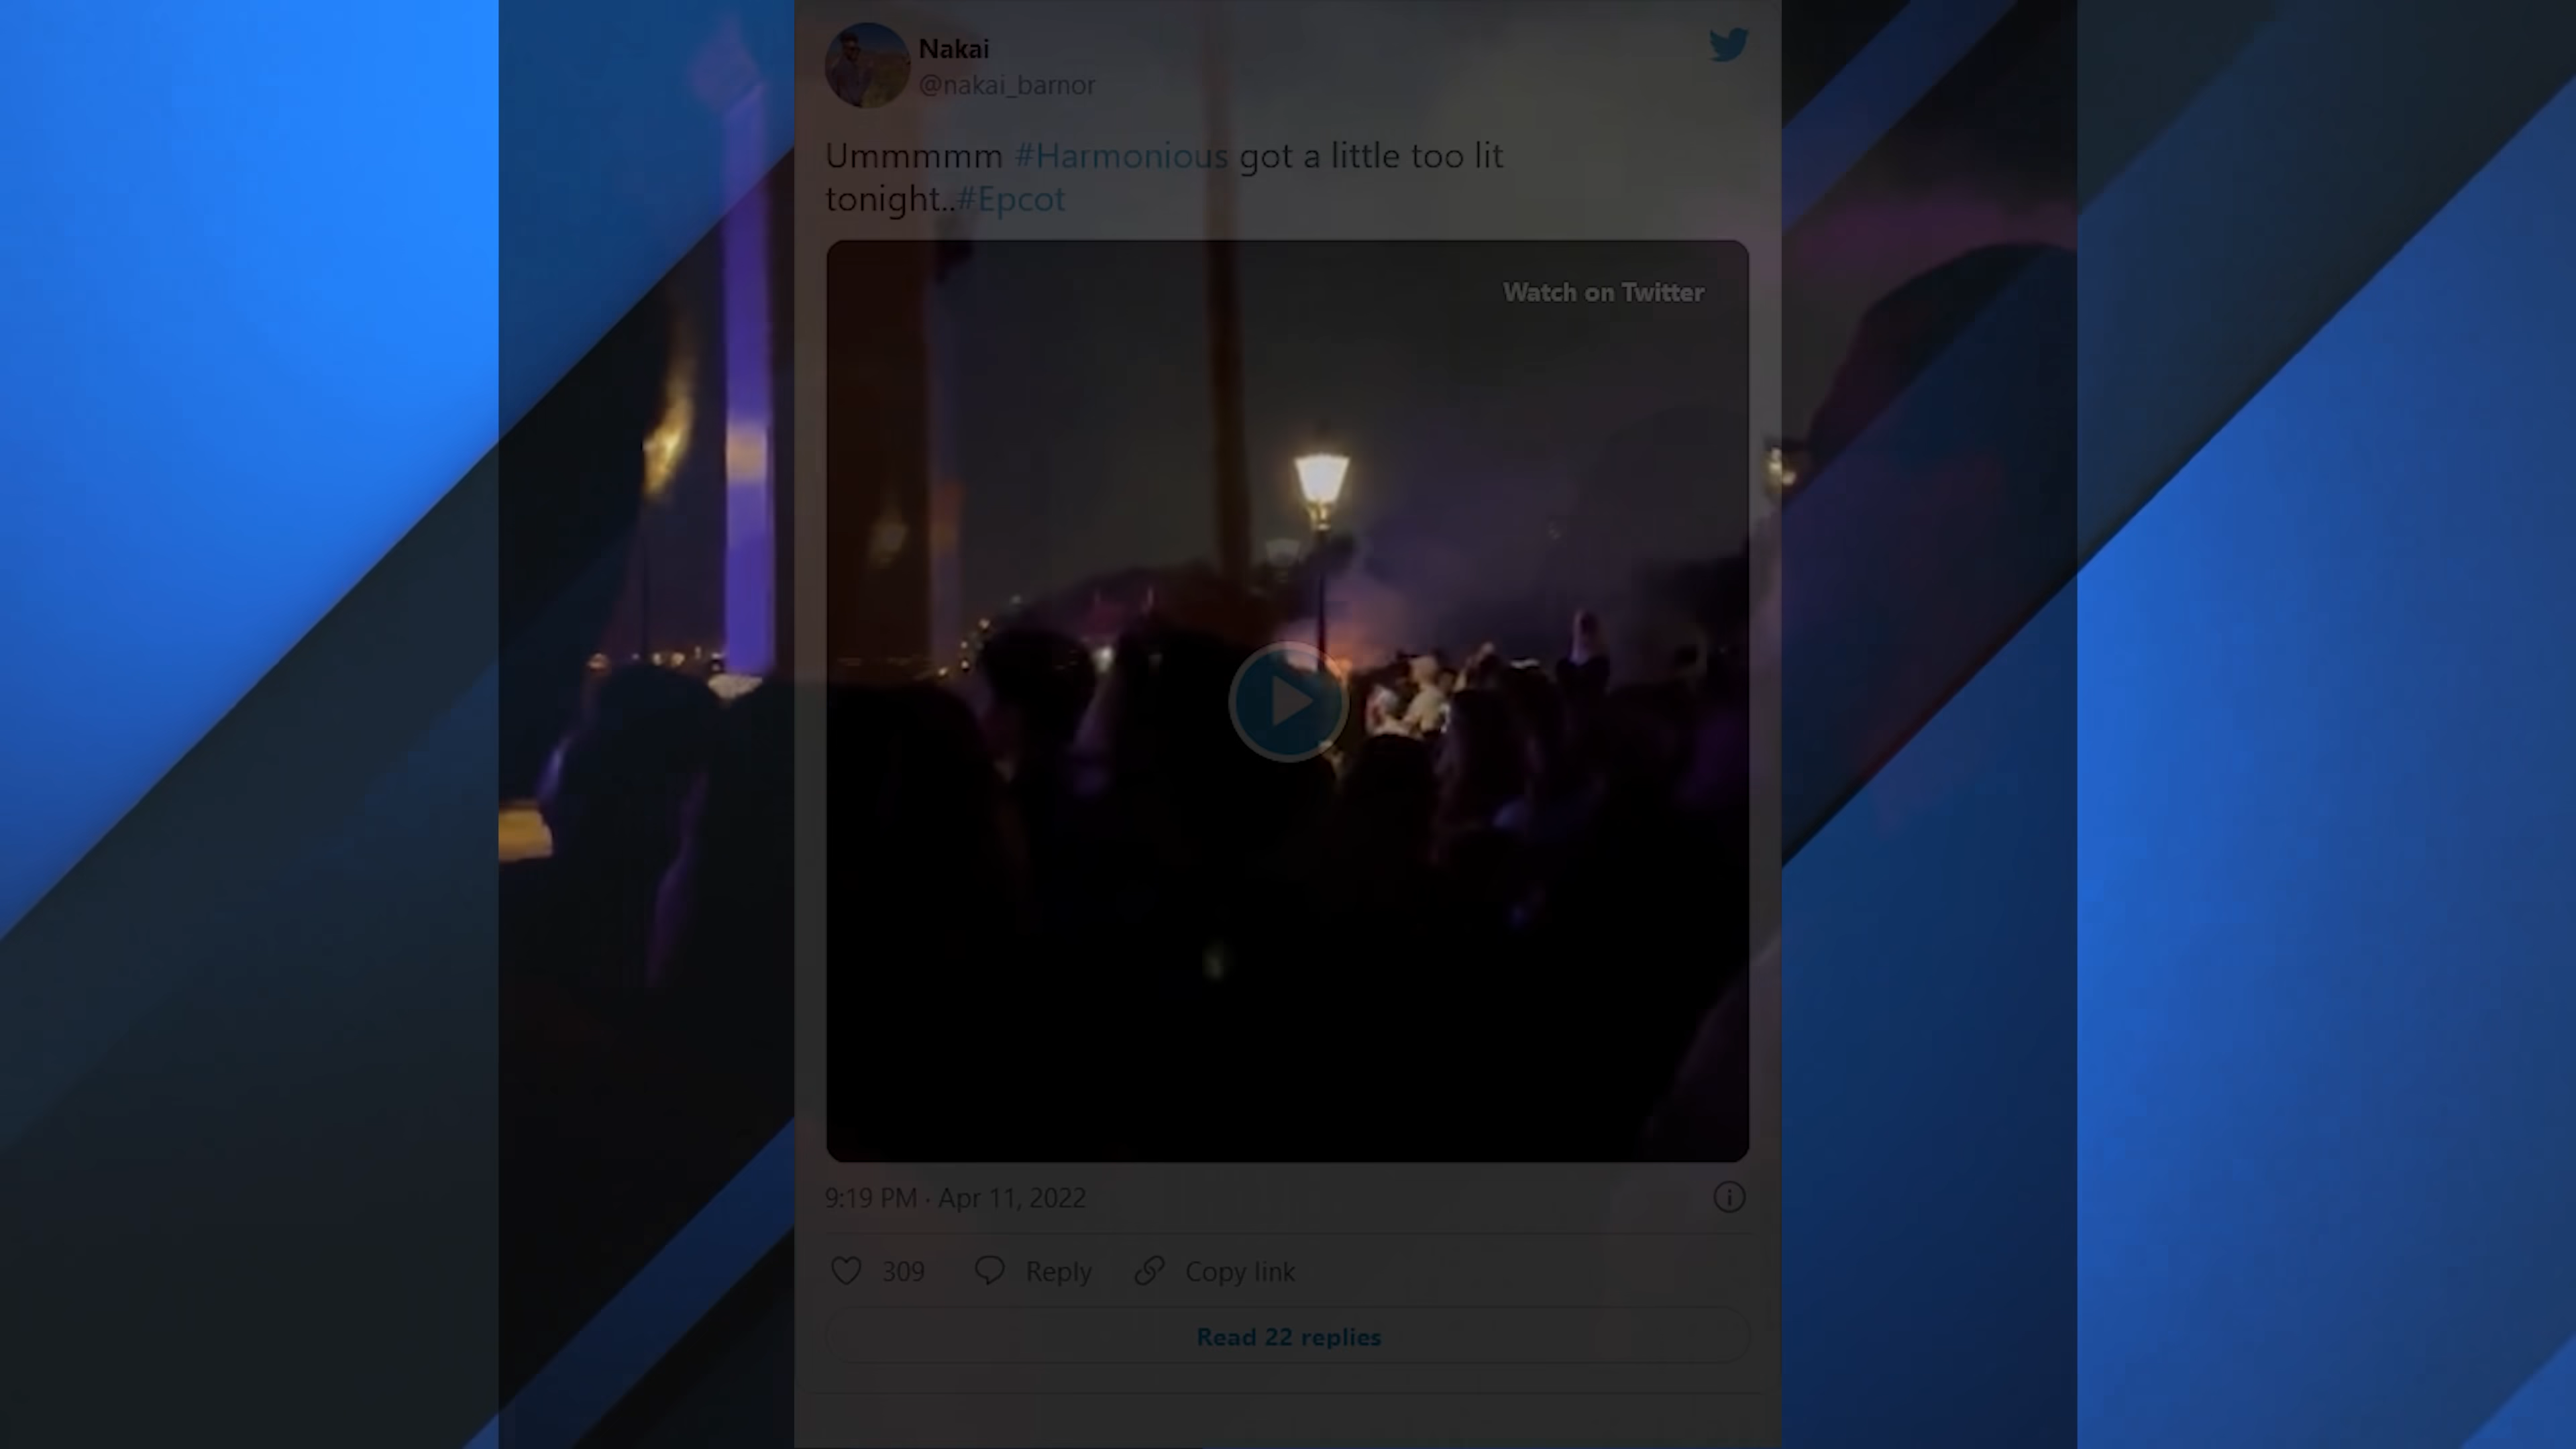 Nakai
@nakai_barnor
Ummmmm #Harmonious got a little too lit
tonight..#Epcot
Watch on Twitter
9:19 PM · Apr 11, 2022
309 Reply Copy link
Read 22 replies